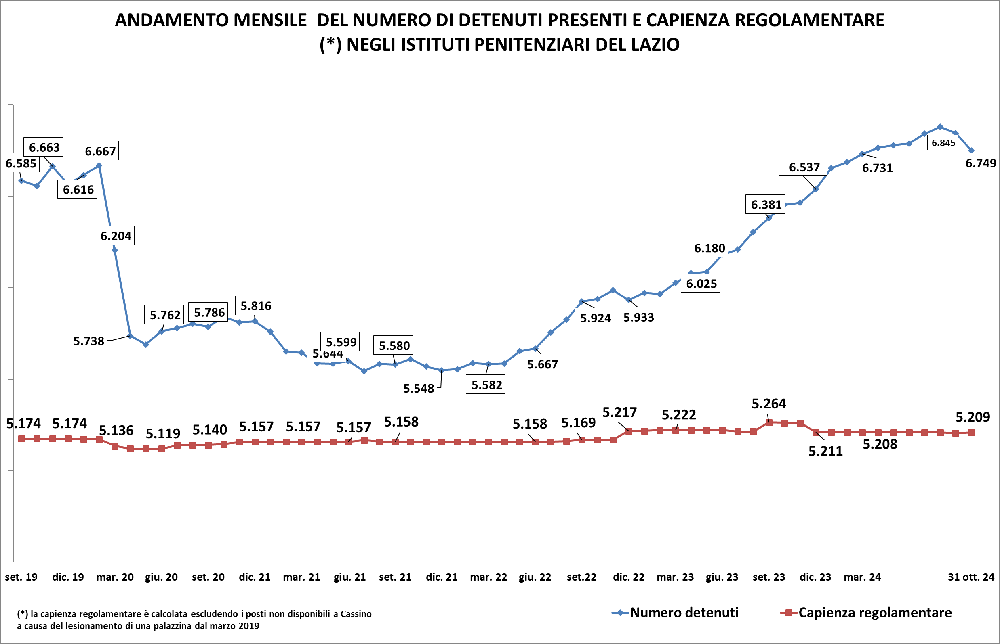 ANDAMENTO MENSILE  DEL NUMERO DI DETENUTI PRESENTI E CAPIENZA REGOLAMENTARE
(*) NEGLI ISTITUTI PENITENZIARI DEL LAZIO
6.585
6.663
6.616
6.667
6.204
5.738
5.762
5.786
5.816
5.644
5.599
5.580
5.548
5.582
5.667
5.924
5.933
6.025
6.180
6.381
6.537
6.731
6.845
6.749
5.174
5.174
5.136
5.119
5.140
5.157
5.157
5.157
5.158
5.158
5.169
5.217
5.222
5.264
5.211
5.208
5.209
set. 19
dic. 19
mar. 20
giu. 20
set. 20
dic. 21
mar. 21
giu. 21
set. 21
dic. 21
mar. 22
giu. 22
set.22
dic. 22
mar. 23
giu. 23
set. 23
dic. 23
mar. 24
31 ott. 24
(*) la capienza regolamentare è calcolata escludendo i posti non disponibili a Cassino
a causa del lesionamento di una palazzina dal marzo 2019
Numero detenuti
Capienza regolamentare